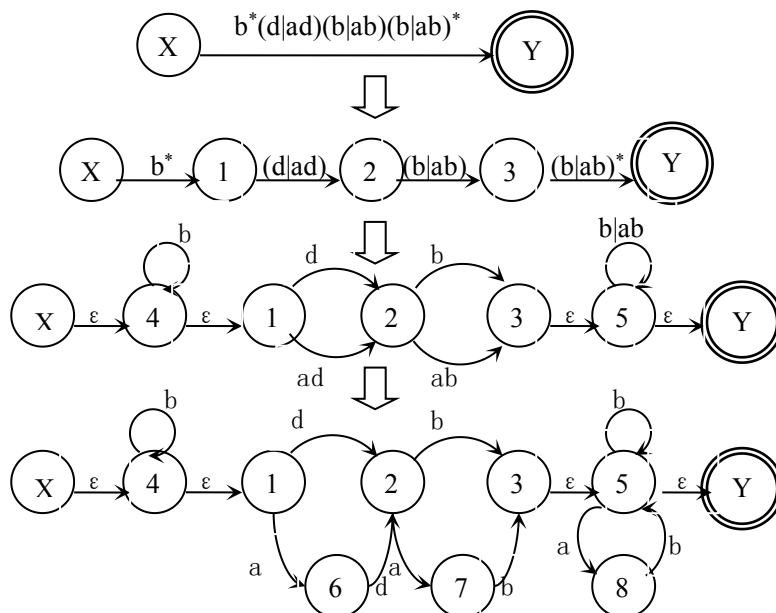 b*(d|ad)(b|ab)(b|ab)*
X Y
X b* 1 (d|ad) 2 (b|ab) 3 (b|ab)* Y
b d b b|ab
X ε 4 ε 1 2 3 ε 5 ε Y
ad ab
b d b b
X ε 4 ε 1 2 3 ε 5 ε Y
a 6 d a 7 b a 8 b